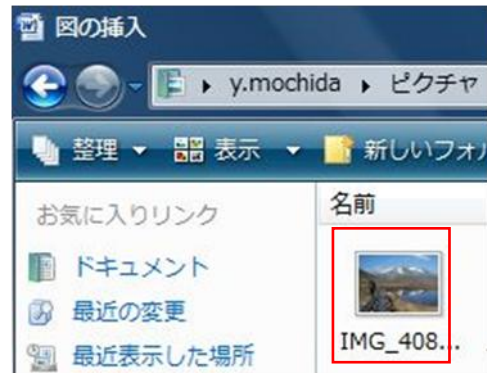 図の挿入
y.mochida ピクチャ
整理 表示 新しいフォル
お気に入りリンク
名前
ドキュメント
最近の変更
最近表示した場所
IMG_408...